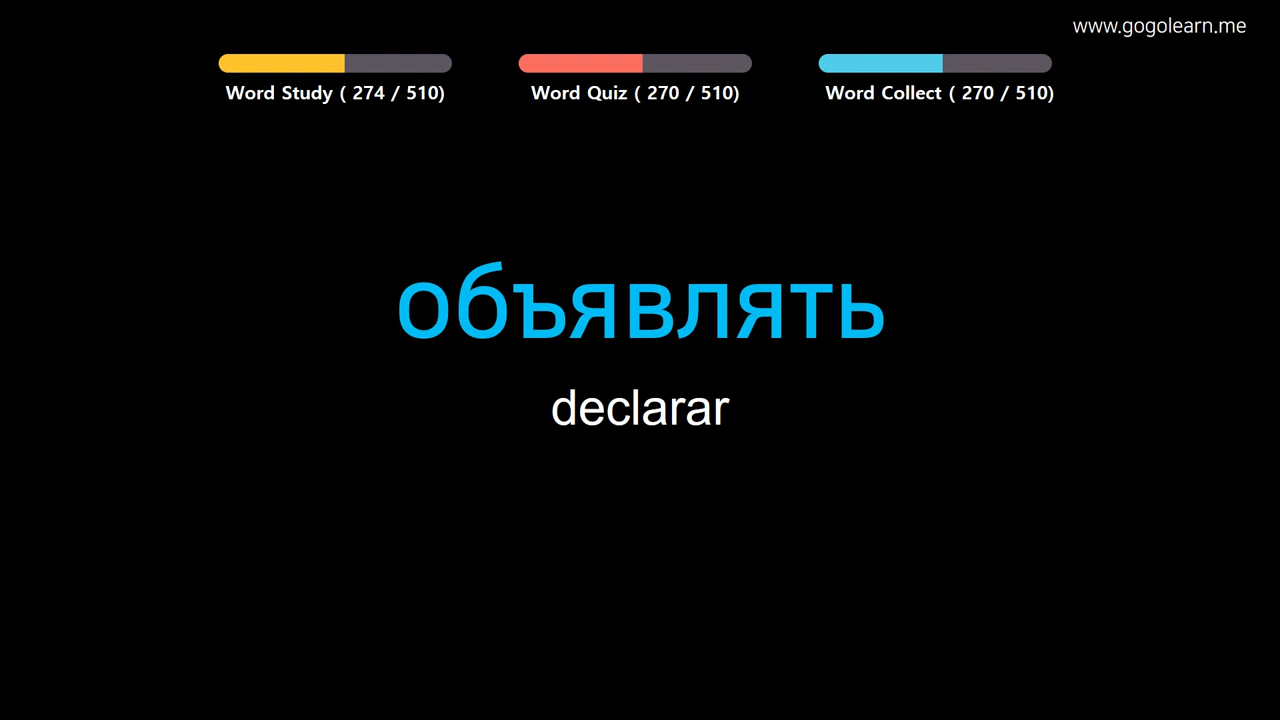 www.gogolearn.me
Word Study ( 274 / 510)
Word Quiz ( 270 / 510)
Word Collect ( 270 / 510)
объявлять
declarar